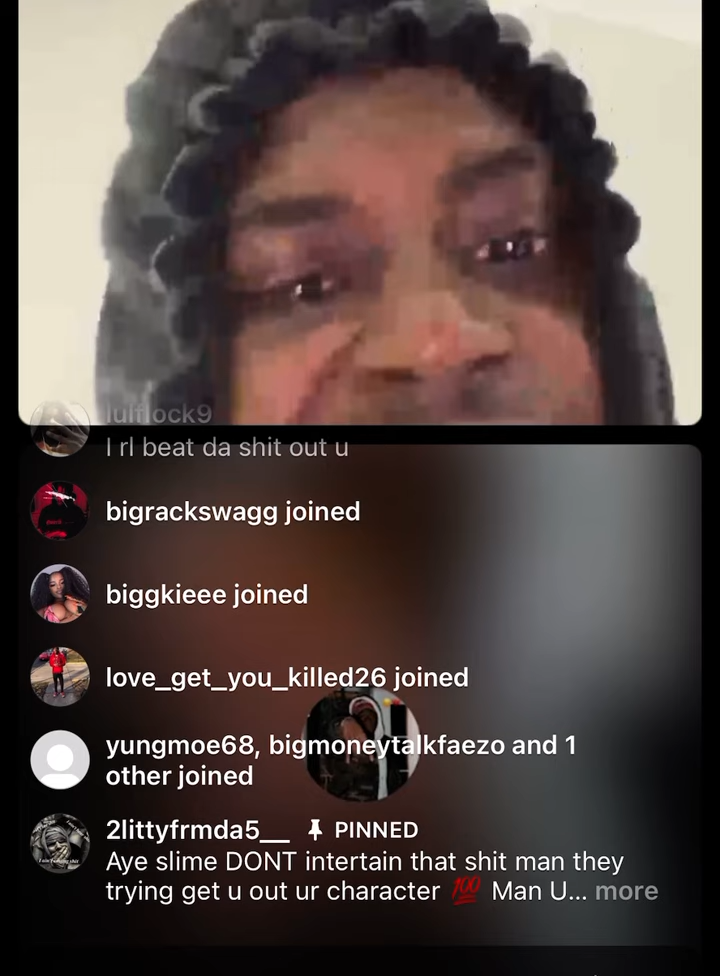 lulflock9
I rl beat da shit out u
bigrackswagg joined
biggkieee joined
love_get_you_killed26 joined
yungmoe68, bigmoneytalkfaezo and 1
other joined
2littyfrmda5__ PINNED
Aye slime DONT intertain that shit man they
trying get u out ur character 💯 Man U... more